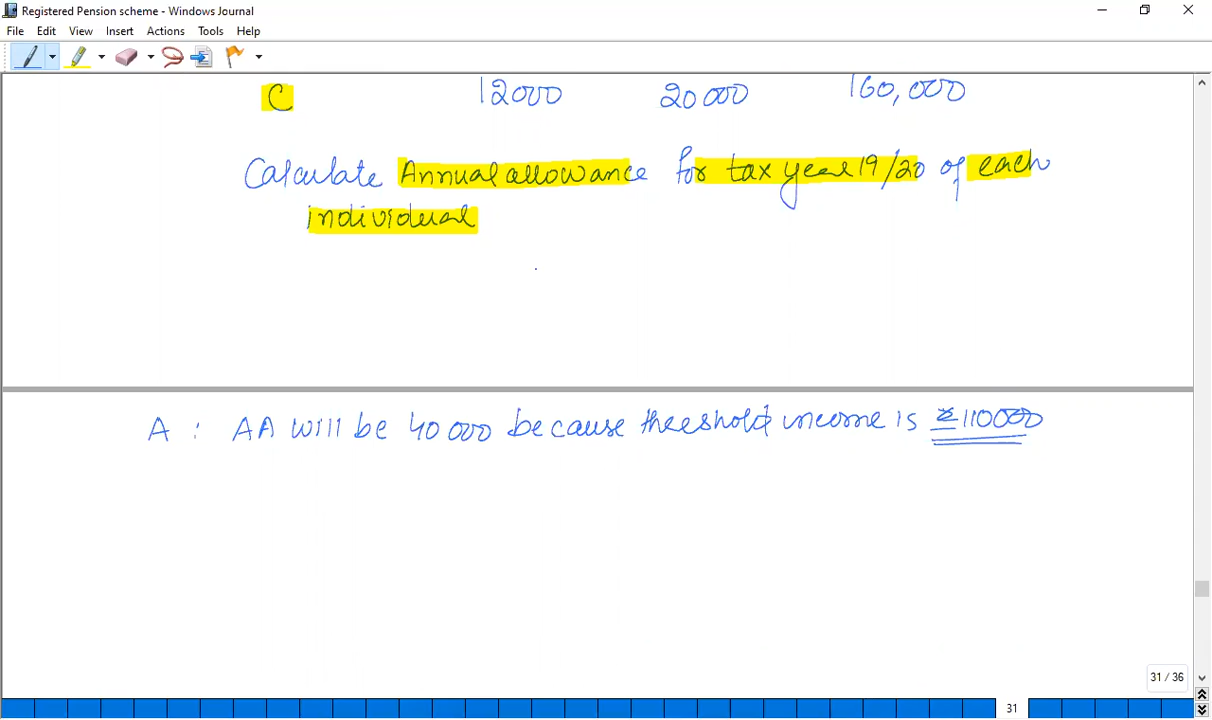 Registered Pension scheme - Windows Journal
File Edit View Insert Actions Tools Help
C 12000 20000 160,000
Calculate Annual allowance for tax year 19/20 of each
individual
A : AA will be 40000 because threeshold income is ≤110000
31 / 36
31